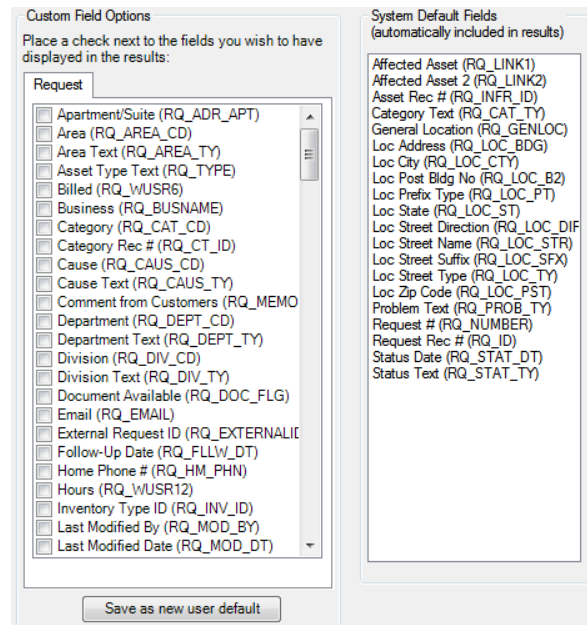 Custom Field Options
Place a check next to the fields you wish to have
displayed in the results:
Request
Apartment/Suite (RQ_ADR_APT)
Area (RQ_AREA_CD)
Area Text (RQ_AREA_TY)
Asset Type Text (RQ_TYPE)
Billed (RQ_WUSR6)
Business (RQ_BUSNAME)
Category (RQ_CAT_CD)
Category Rec # (RQ_CT_ID)
Cause (RQ_CAUS_CD)
Cause Text (RQ_CAUS_TY)
Comment from Customers (RQ_MEMO
Department (RQ_DEPT_CD)
Department Text (RQ_DEPT_TY)
Division (RQ_DIV_CD)
Division Text (RQ_DIV_TY)
Document Available (RQ_DOC_FLG)
Email (RQ_EMAIL)
External Request ID (RQ_EXTERNALID
Follow-Up Date (RQ_FLLW_DT)
Home Phone # (RQ_HM_PHN)
Hours (RQ_WUSR12)
Inventory Type ID (RQ_INV_ID)
Last Modified By (RQ_MOD_BY)
Last Modified Date (RQ_MOD_DT)
Save as new user default
System Default Fields
(automatically included in results)
Affected Asset (RQ_LINK1)
Affected Asset 2 (RQ_LINK2)
Asset Rec # (RQ_INFR_ID)
Category Text (RQ_CAT_TY)
General Location (RQ_GENLOC)
Loc Address (RQ_LOC_BDG)
Loc City (RQ_LOC_CTY)
Loc Post Bldg No (RQ_LOC_B2)
Loc Prefix Type (RQ_LOC_PT)
Loc State (RQ_LOC_ST)
Loc Street Direction (RQ_LOC_DIF
Loc Street Name (RQ_LOC_STR)
Loc Street Suffix (RQ_LOC_SFX)
Loc Street Type (RQ_LOC_TY)
Loc Zip Code (RQ_LOC_PST)
Problem Text (RQ_PROB_TY)
Request # (RQ_NUMBER)
Request Rec # (RQ_ID)
Status Date (RQ_STAT_DT)
Status Text (RQ_STAT_TY)